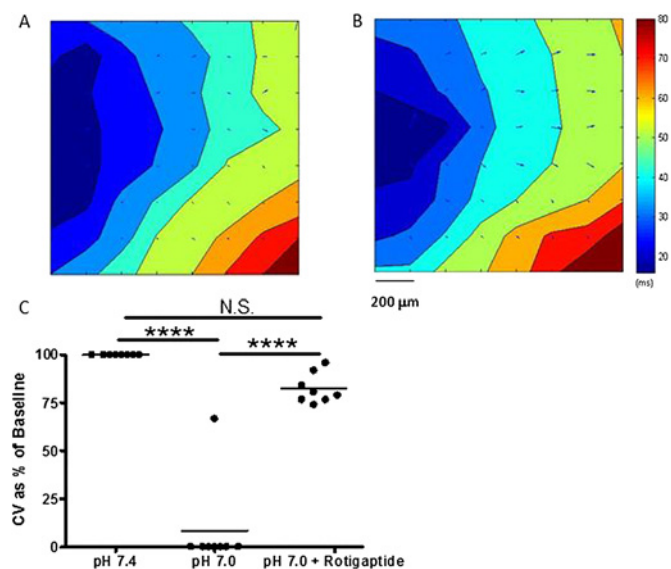 A
B
80
70
60
50
40
30
20
(ms)
200 µm
C
N.S.
**** ****
CV as % of Baseline
100
75
50
25
0
pH 7.4 pH 7.0 pH 7.0 + Rotigaptide